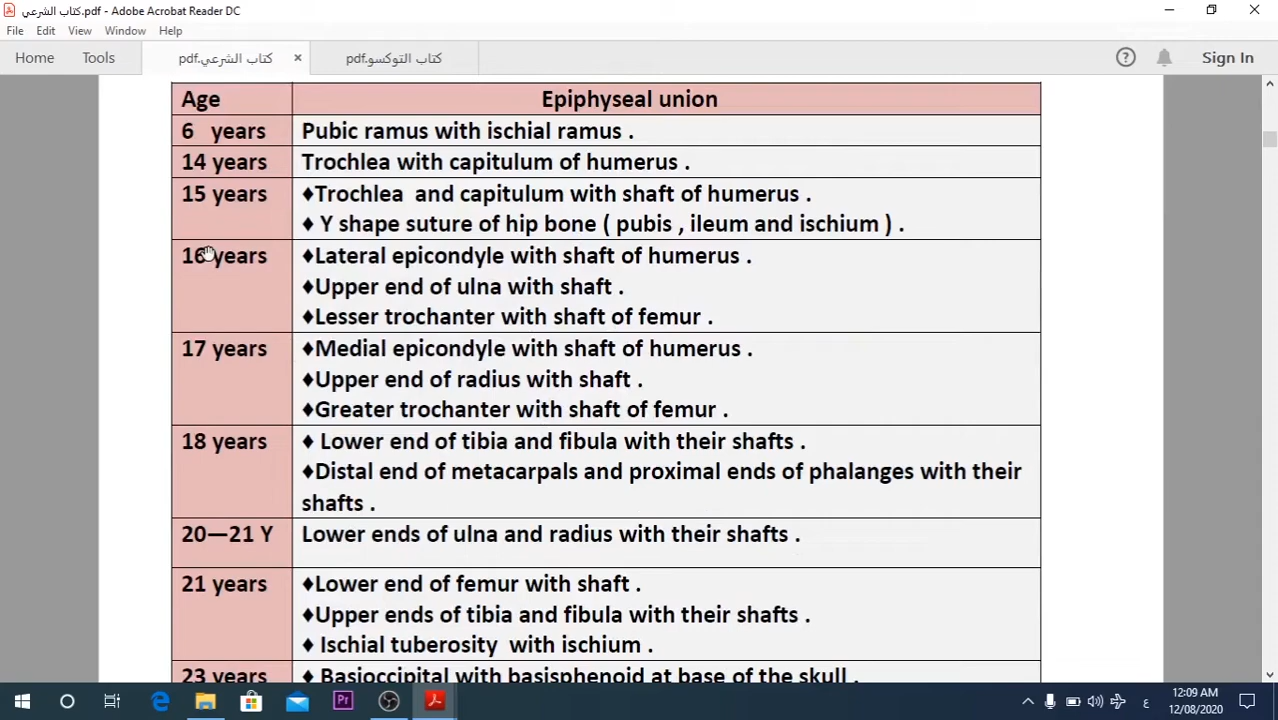 كتاب الشرعي.pdf - Adobe Acrobat Reader DC
File Edit View Window Help
Home Tools كتاب الشرعي.pdf × كتاب التوكسو.pdf Sign In
Age Epiphyseal union
6 years Pubic ramus with ischial ramus .
14 years Trochlea with capitulum of humerus .
15 years ♦Trochlea and capitulum with shaft of humerus .
♦ Y shape suture of hip bone ( pubis , ileum and ischium ) .
16 years ♦Lateral epicondyle with shaft of humerus .
♦Upper end of ulna with shaft .
♦Lesser trochanter with shaft of femur .
17 years ♦Medial epicondyle with shaft of humerus .
♦Upper end of radius with shaft .
♦Greater trochanter with shaft of femur .
18 years ♦ Lower end of tibia and fibula with their shafts .
♦Distal end of metacarpals and proximal ends of phalanges with their
shafts .
20—21 Y Lower ends of ulna and radius with their shafts .
21 years ♦Lower end of femur with shaft .
♦Upper ends of tibia and fibula with their shafts .
♦ Ischial tuberosity with ischium .
23 years ♦ Basioccipital with basisphenoid at base of the skull .
Pr ع 12:09 AM
12/08/2020